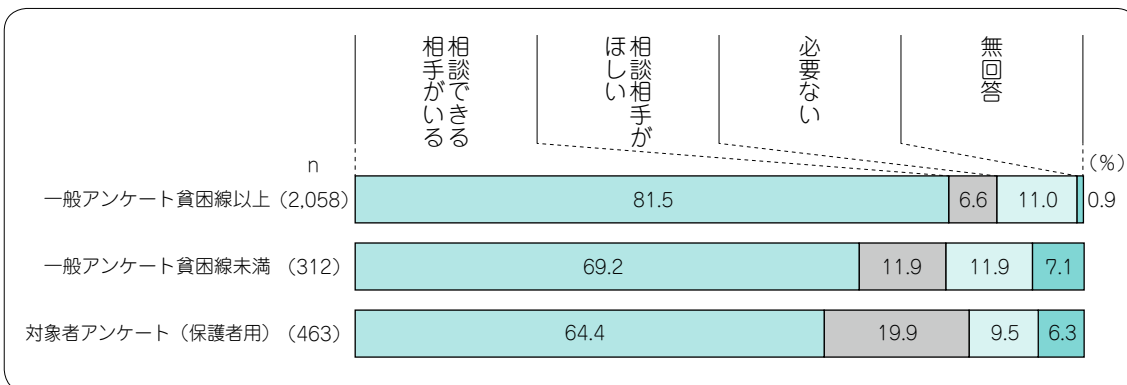 相談できる
相手がいる
相談相手が
ほしい
必要ない
無回答
n
(%)
一般アンケート貧困線以上 (2,058)
81.5
6.6
11.0
0.9
一般アンケート貧困線未満 (312)
69.2
11.9
11.9
7.1
対象者アンケート（保護者用） (463)
64.4
19.9
9.5
6.3